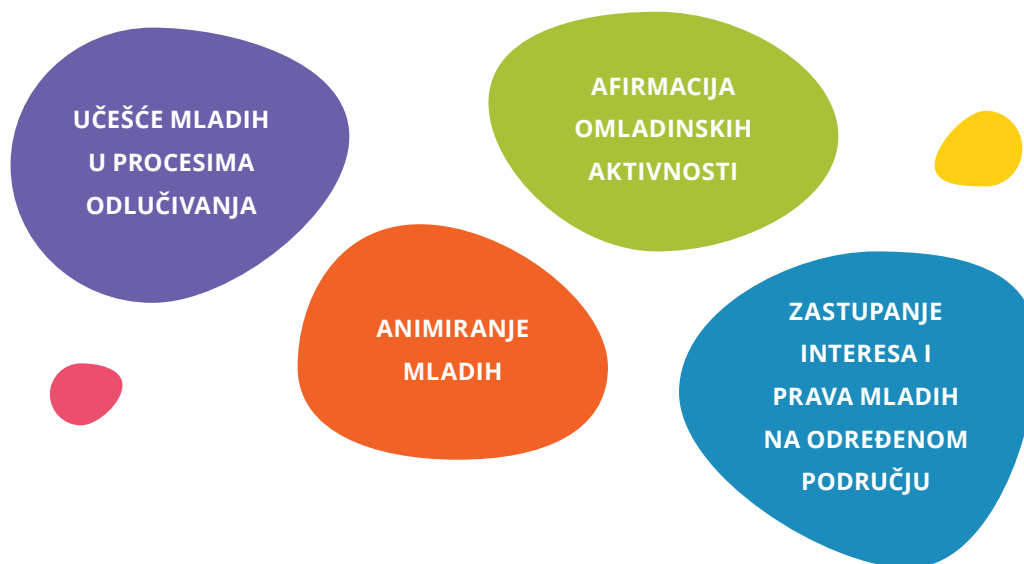 UČEŠĆE MLADIH
U PROCESIMA
ODLUČIVANJA
AFIRMACIJA
OMLADINSKIH
AKTIVNOSTI
ANIMIRANJE
MLADIH
ZASTUPANJE
INTERESA I
PRAVA MLADIH
NA ODREĐENOM
PODRUČJU